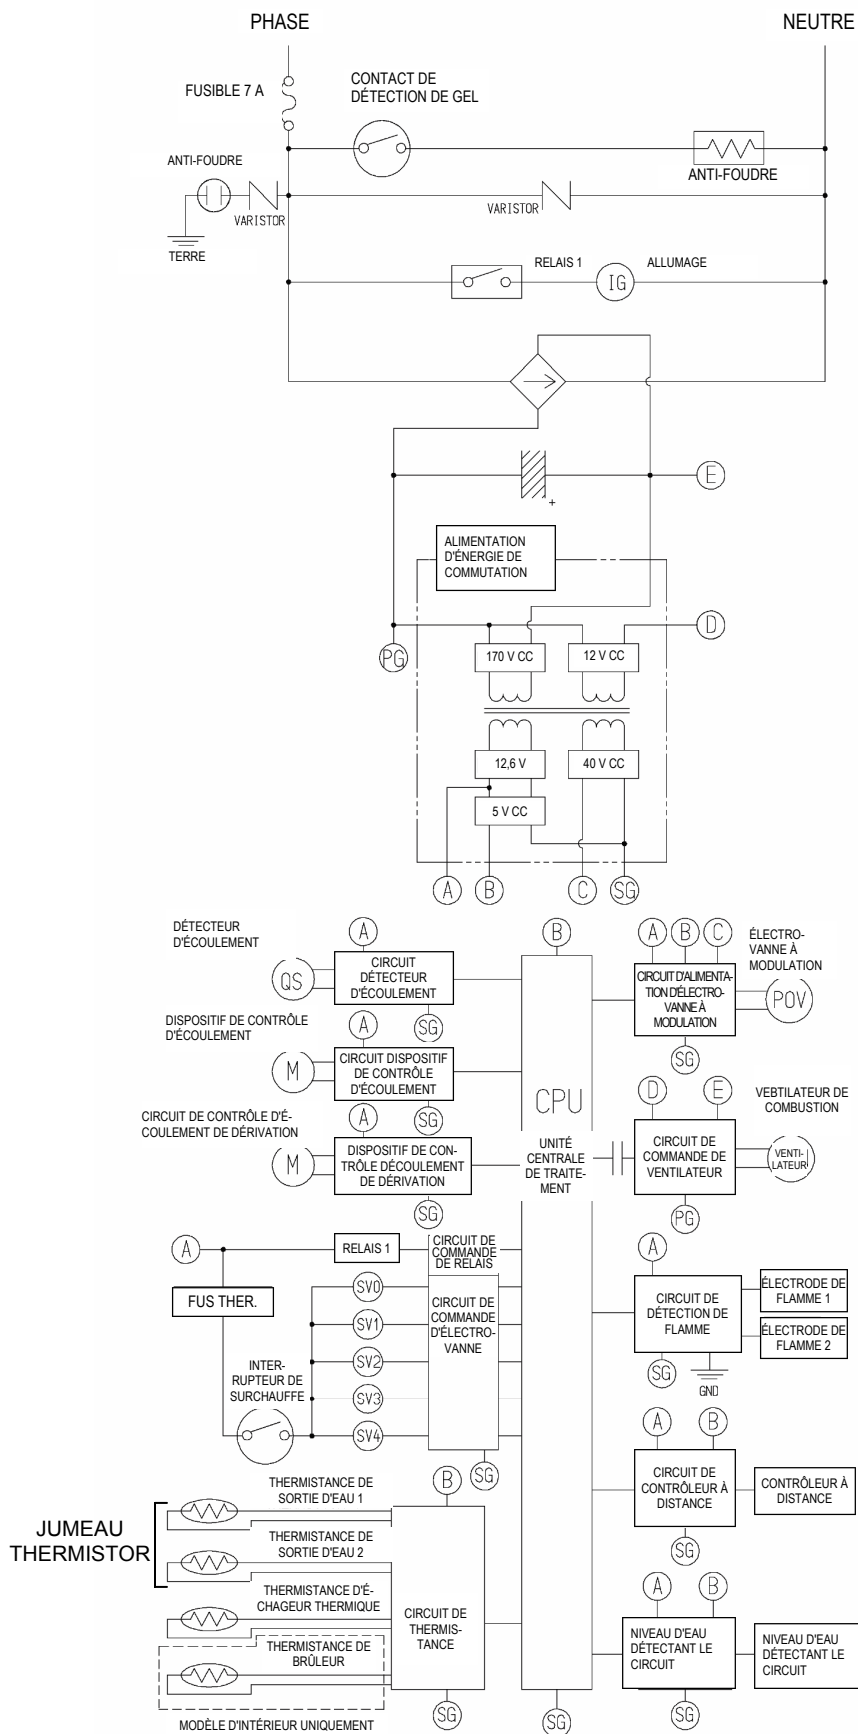 PHASE
NEUTRE
FUSIBLE 7 A
CONTACT DE
DÉTECTION DE GEL
ANTI-FOUDRE
ANTI-FOUDRE
VARISTOR
VARISTOR
TERRE
RELAIS 1
ALLUMAGE
IG
E
+
ALIMENTATION
D'ÉNERGIE DE
COMMUTATION
D
PG
170 V CC
12 V CC
12,6 V
40 V CC
5 V CC
A
B
C
SG
DÉTECTEUR
D'ÉCOULEMENT
A
QS
CIRCUIT
DÉTECTEUR
D'ÉCOULEMENT
SG
DISPOSITIF DE CONTRÔLE
D'ÉCOULEMENT
A
M
CIRCUIT DISPOSITIF
DE CONTRÔLE
D'ÉCOULEMENT
SG
CIRCUIT DE CONTRÔLE D'É-
COULEMENT DE DÉRIVATION
A
M
DISPOSITIF DE CON-
TRÔLE DÉCOULEMENT
DE DÉRIVATION
SG
B
CPU
UNITÉ
CENTRALE
DE TRAITE-
MENT
A
B
C
ÉLECTRO-
VANNE À
MODULATION
CIRCUIT D'ALIMENTA-
TION D'ÉLECTRO-
VANNE À
MODULATION
POV
SG
D
E
VEBTILATEUR DE
COMBUSTION
CIRCUIT DE
COMMANDE DE
VENTILATEUR
VENTI-
LATEUR
PG
A
RELAIS 1
CIRCUIT DE
COMMANDE
DE RELAIS
FUS THER.
SV0
SV1
SV2
SV3
SV4
CIRCUIT DE
COMMANDE
D'ÉLECTRO-
VANNE
INTER-
RUPTEUR DE
SURCHAUFFE
SG
A
CIRCUIT DE
DÉTECTION DE
FLAMME
ÉLECTRODE DE
FLAMME 1
ÉLECTRODE DE
FLAMME 2
SG
GND
A
B
CIRCUIT DE
CONTRÔLEUR À
DISTANCE
CONTRÔLEUR À
DISTANCE
SG
JUMEAU
THERMISTOR
THERMISTANCE DE
SORTIE D'EAU 1
THERMISTANCE DE
SORTIE D'EAU 2
THERMISTANCE D'É-
CHAGEUR THERMIQUE
THERMISTANCE DE
BRÛLEUR
MODÈLE D'INTÉRIEUR UNIQUEMENT
B
CIRCUIT DE
THERMIS-
TANCE
SG
SG
A
B
NIVEAU D'EAU
DÉTECTANT LE
CIRCUIT
NIVEAU D'EAU
DÉTECTANT LE
CIRCUIT
SG